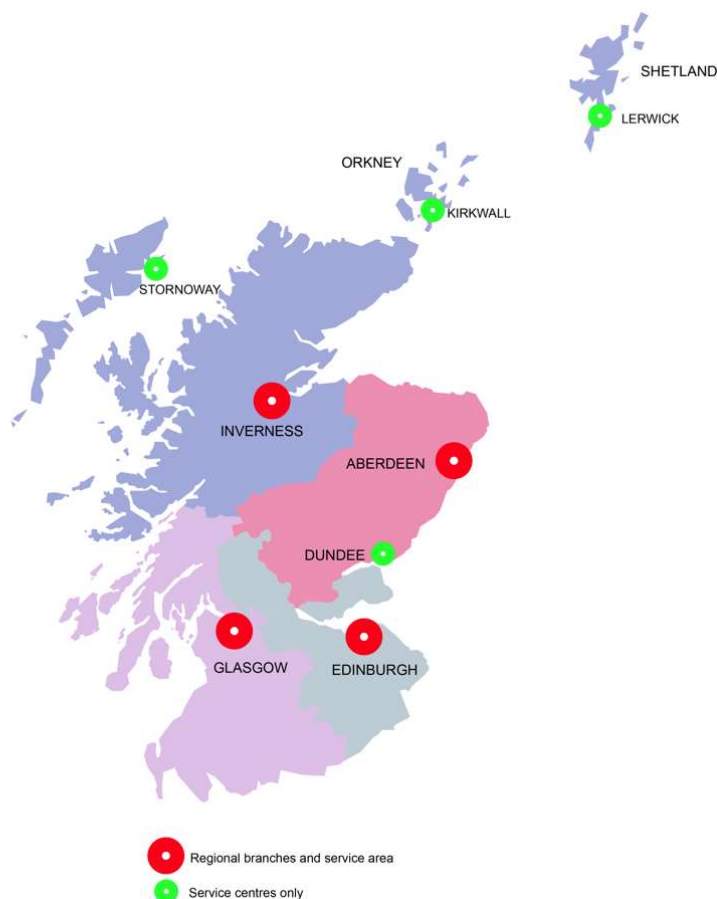 SHETLAND
LERWICK
ORKNEY
KIRKWALL
STORNOWAY
INVERNESS
ABERDEEN
DUNDEE
GLASGOW
EDINBURGH
Regional branches and service area
Service centres only